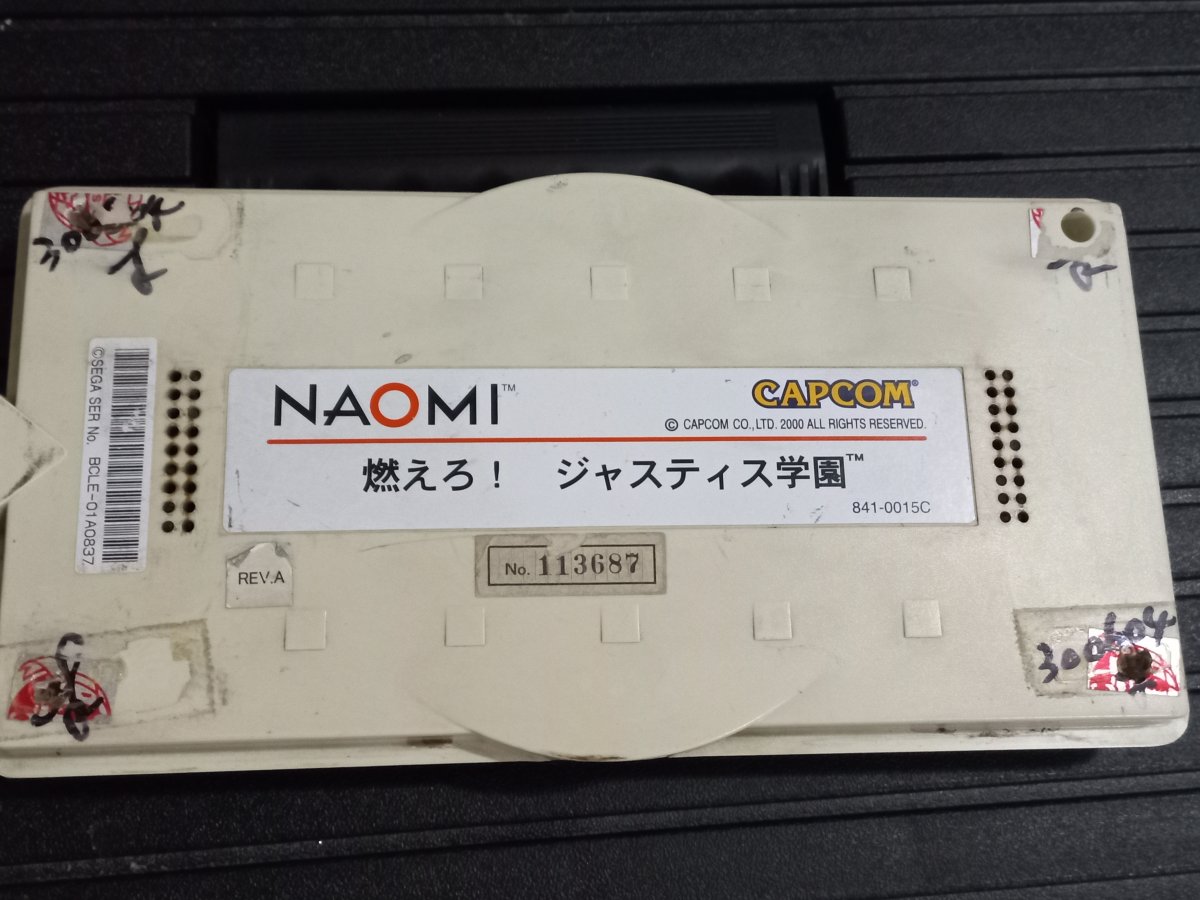 NAOMI™
CAPCOM®
© CAPCOM CO., LTD. 2000 ALL RIGHTS RESERVED.
燃えろ！　ジャスティス学園™
841-0015C
©SEGA SER No. BCLE-01A0837
REV.A
No. 113687